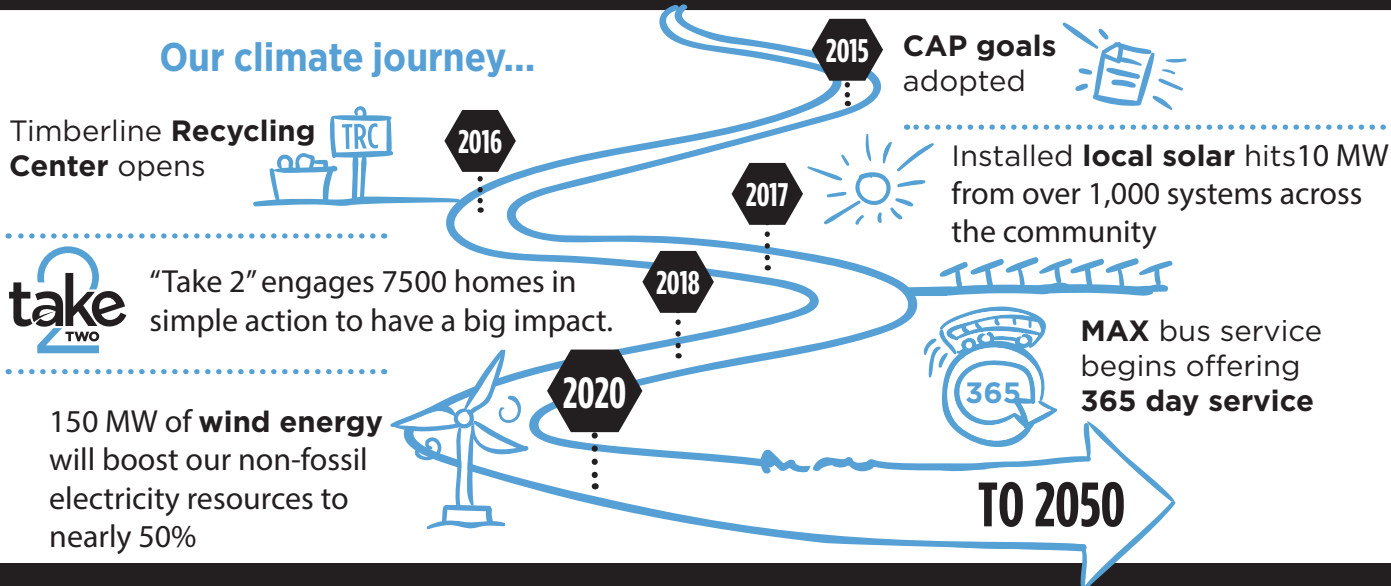 Our climate journey...
2015
CAP goals
adopted
Timberline Recycling
Center opens
TRC
2016
2017
Installed local solar hits10 MW
from over 1,000 systems across
the community
2
take
TWO
“Take 2” engages 7500 homes in
simple action to have a big impact.
2018
MAX bus service
begins offering
365 day service
365
2020
150 MW of wind energy
will boost our non-fossil
electricity resources to
nearly 50%
TO 2050